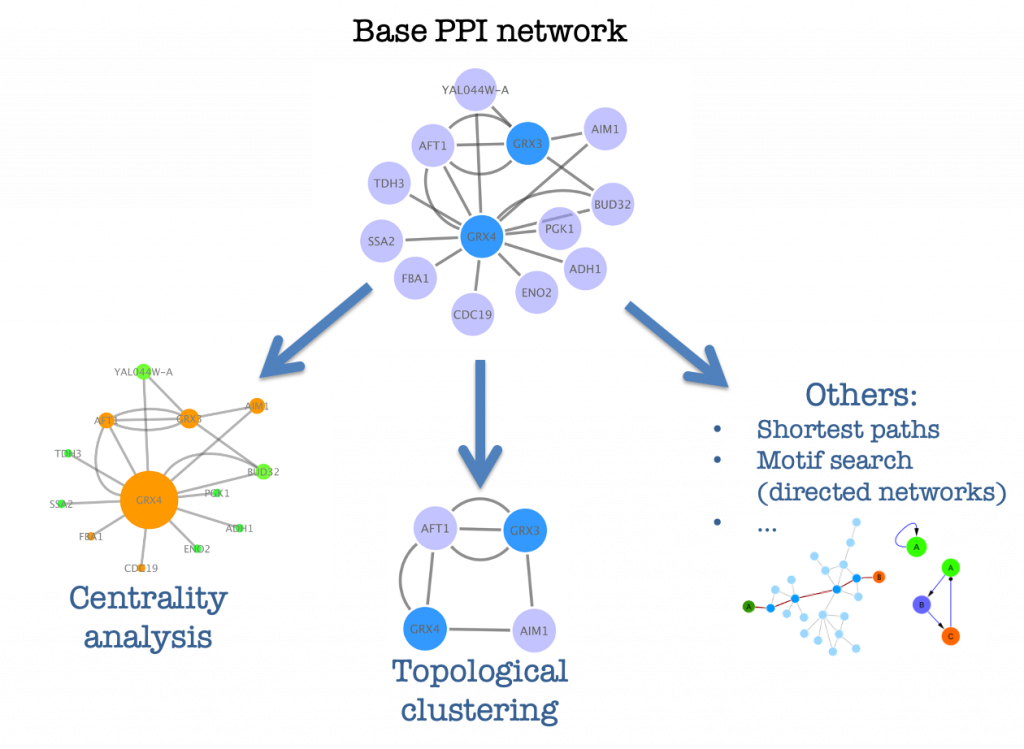 Base PPI network
YAL044W-A
AIM1
GRX3
AFT1
TDH3
BUD32
PGK1
GRX4
SSA2
ADH1
FBA1
ENO2
CDC19
YAL044W-A
AIM1
AFT1
GRX3
TDH3
BUD32
GRX4
PGK1
SSA2
ADH1
FBA1
ENO2
CDC19
Centrality
analysis
AFT1
GRX3
GRX4
AIM1
Topological
clustering
Others:
• Shortest paths
• Motif search
(directed networks)
• ...
A
B
A
A
B
C